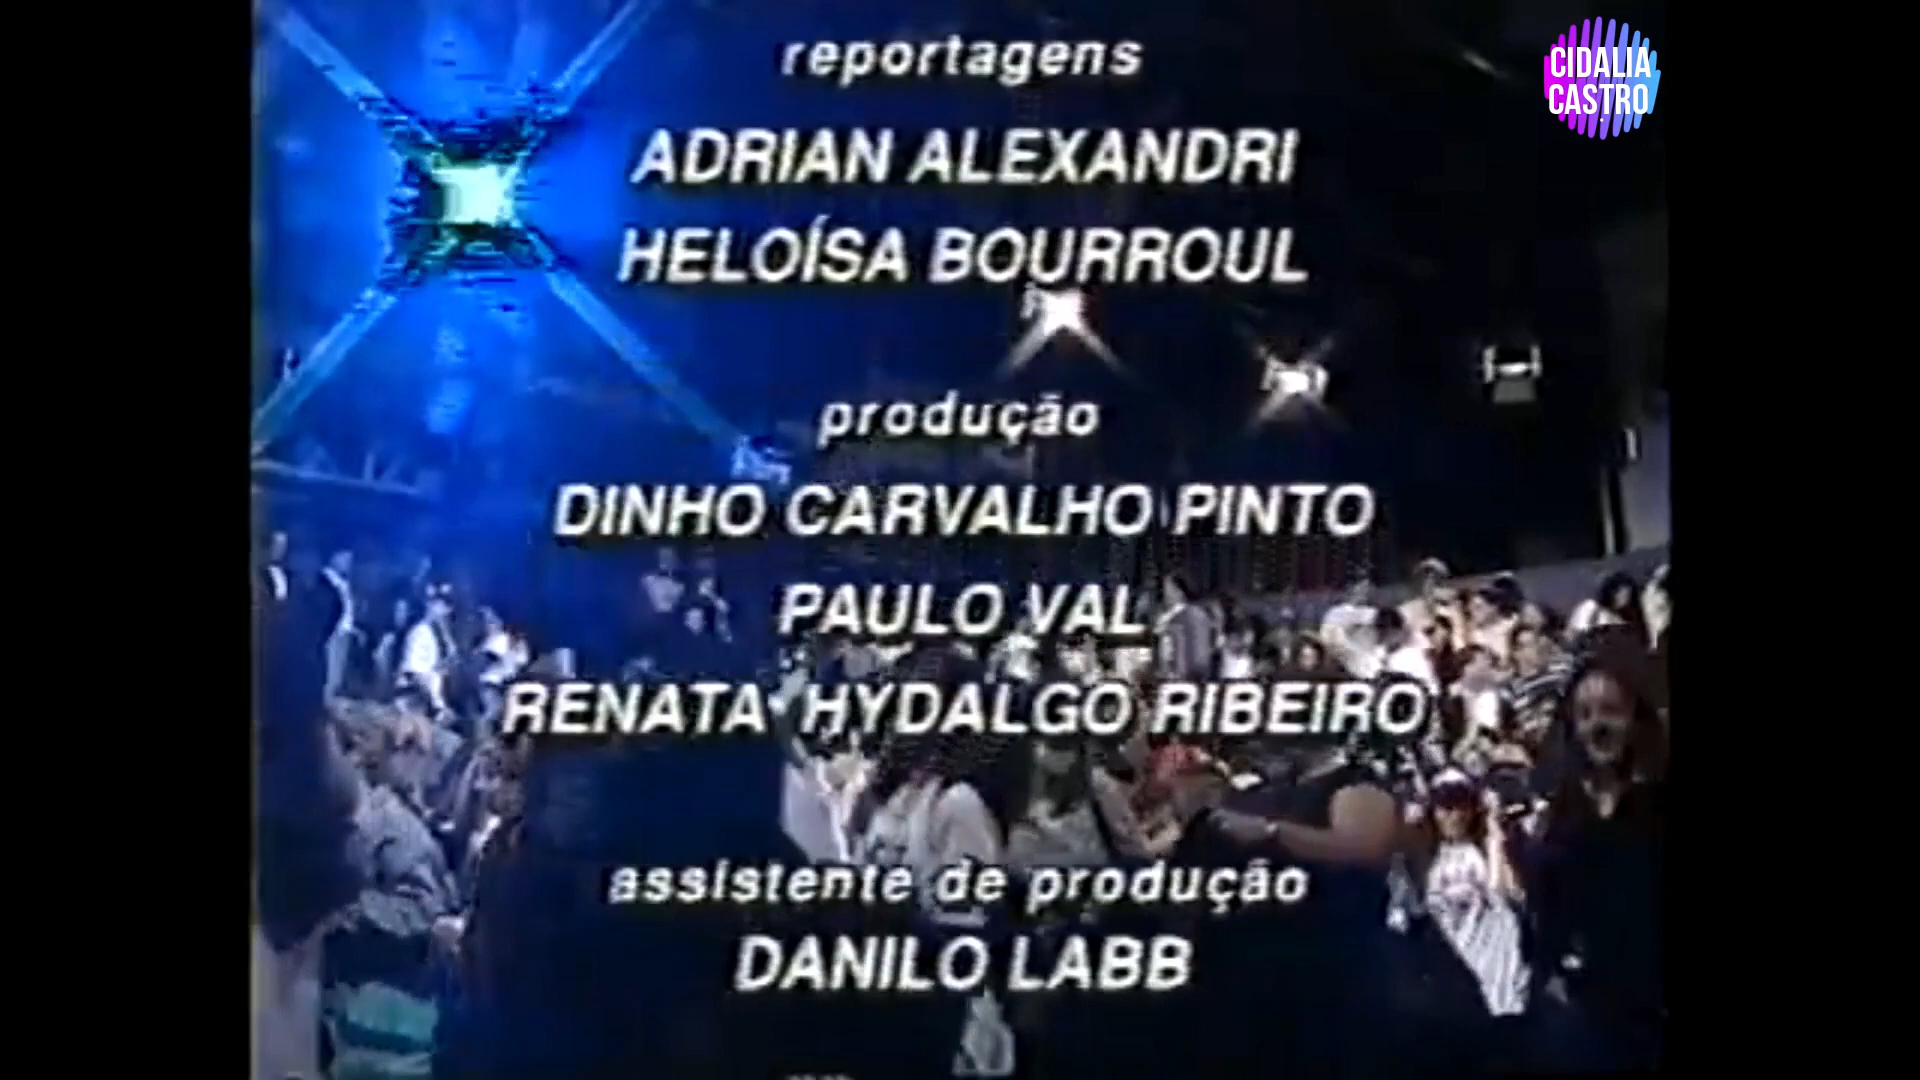 reportagens
ADRIAN ALEXANDRI
HELOÍSA BOURROUL
produção
DINHO CARVALHO PINTO
PAULO VAL
RENATA HYDALGO RIBEIRO
assistente de produção
DANILO LABB
CIDALIA
CASTRO